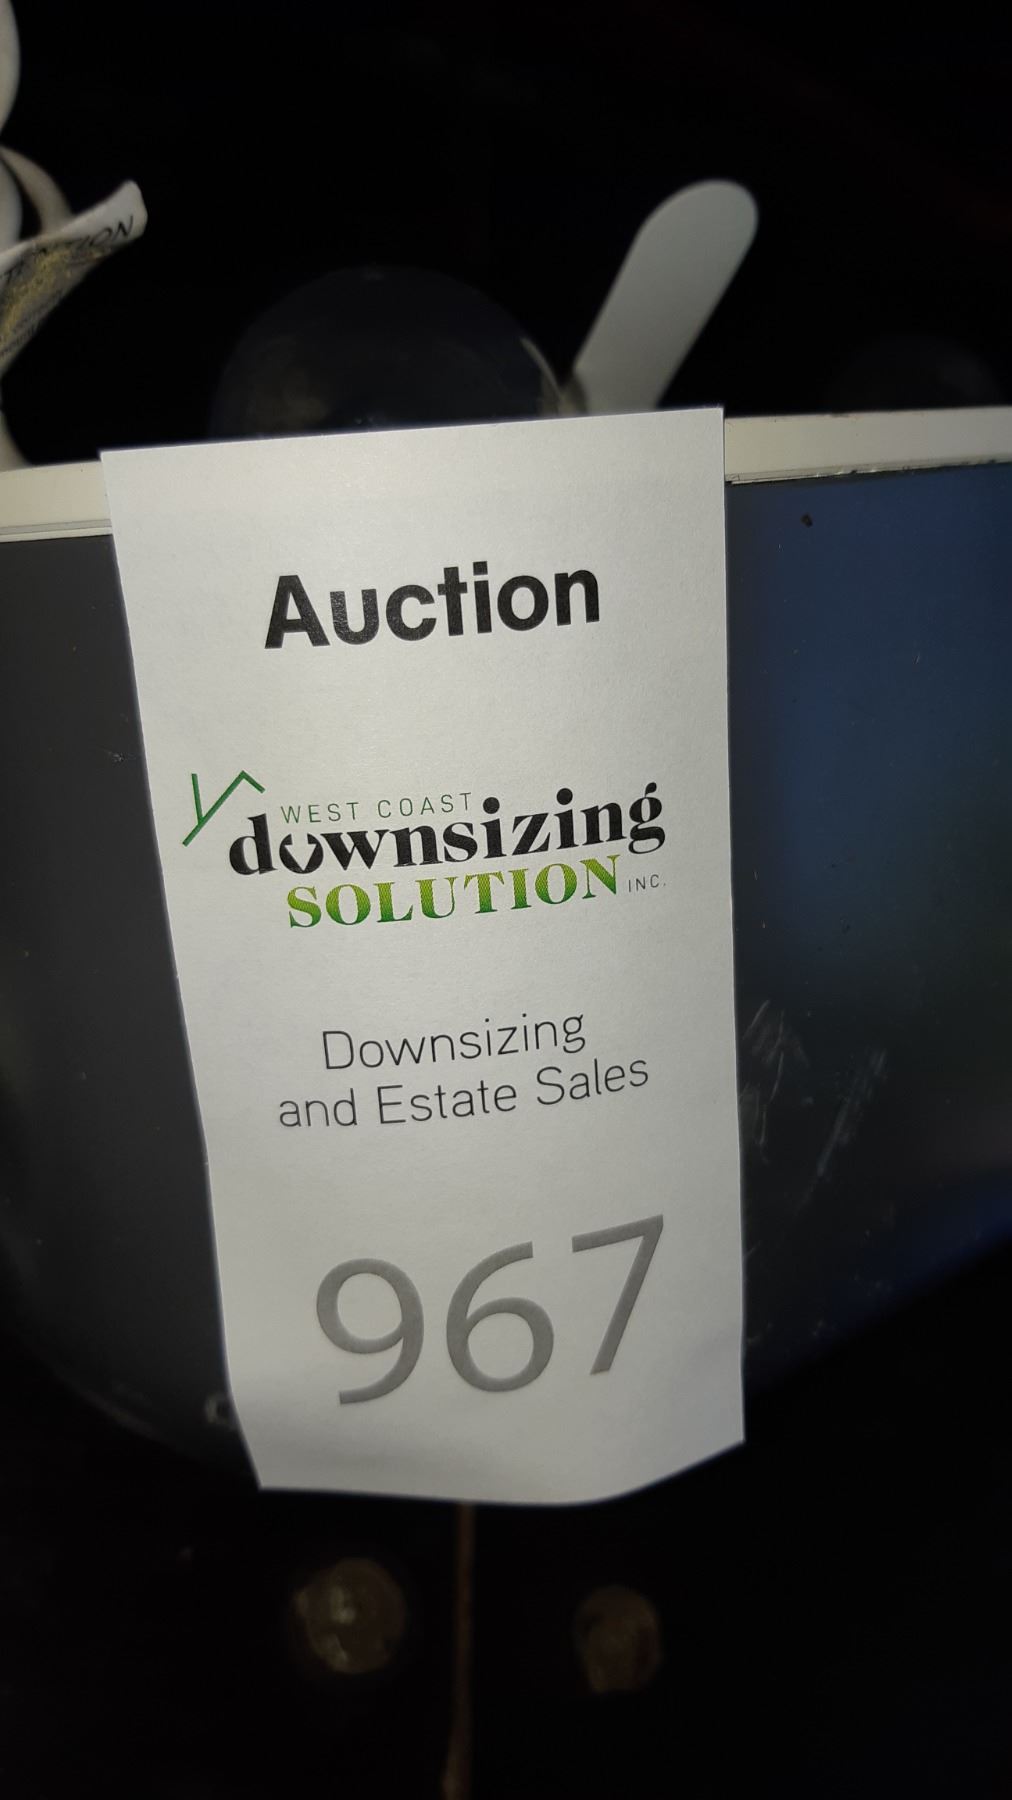 Auction
WEST COAST
downsizing
SOLUTION INC.
Downsizing
and Estate Sales
967